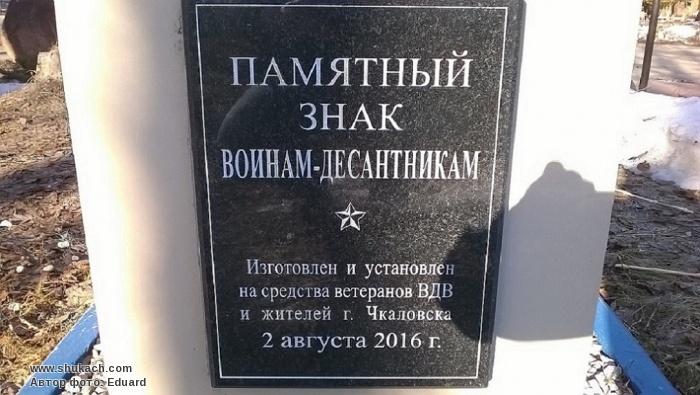 ПАМЯТНЫЙ
ЗНАК
ВОИНАМ-ДЕСАНТНИКАМ
Изготовлен и установлен
на средства ветеранов ВДВ
и жителей г. Чкаловска
2 августа 2016 г.
www.shukach.com
Автор фото: Eduard